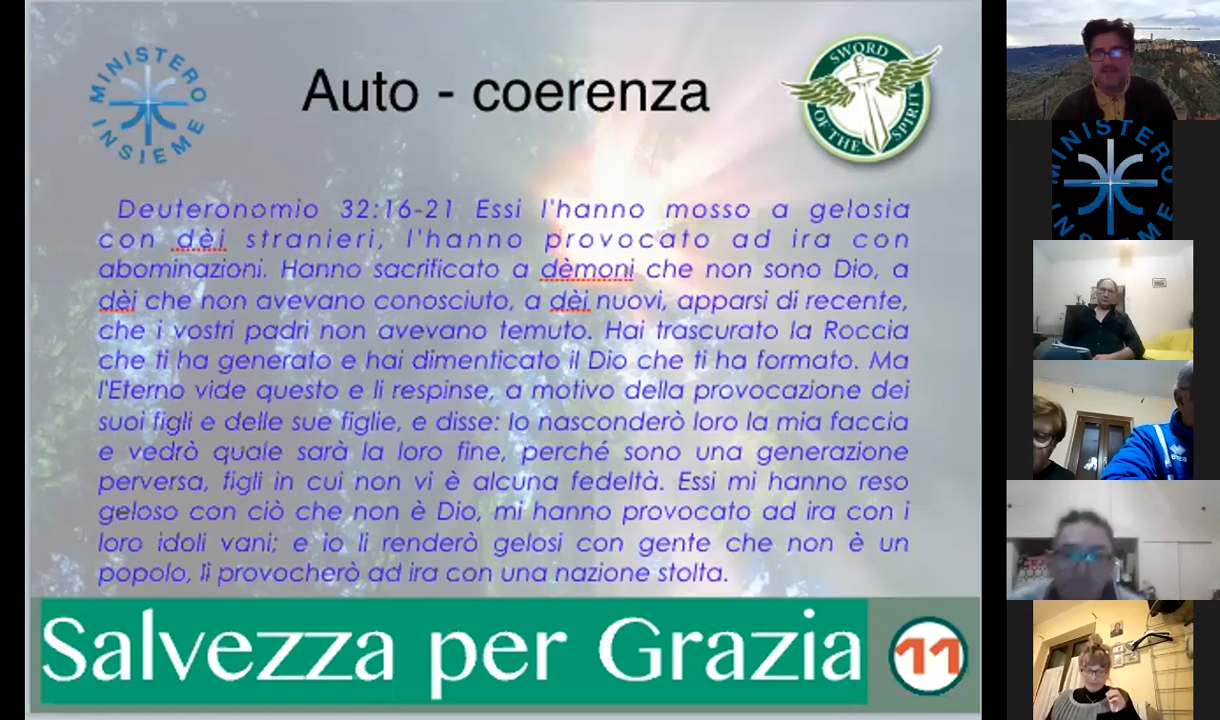 MINISTERO INSIEME
Auto - coerenza
SWORD OF THE SPIRIT
Deuteronomio 32:16-21 Essi l'hanno mosso a gelosia
con dèi stranieri, l'hanno provocato ad ira con
abominazioni. Hanno sacrificato a dèmoni che non sono Dio, a
dèi che non avevano conosciuto, a dèi nuovi, apparsi di recente,
che i vostri padri non avevano temuto. Hai trascurato la Roccia
che ti ha generato e hai dimenticato il Dio che ti ha formato. Ma
l'Eterno vide questo e li respinse, a motivo della provocazione dei
suoi figli e delle sue figlie, e disse: Io nasconderò loro la mia faccia
e vedrò quale sarà la loro fine, perché sono una generazione
perversa, figli in cui non vi è alcuna fedeltà. Essi mi hanno reso
geloso con ciò che non è Dio, mi hanno provocato ad ira con i
loro idoli vani; e io li renderò gelosi con gente che non è un
popolo, li provocherò ad ira con una nazione stolta.
Salvezza per Grazia
11
MINISTERO